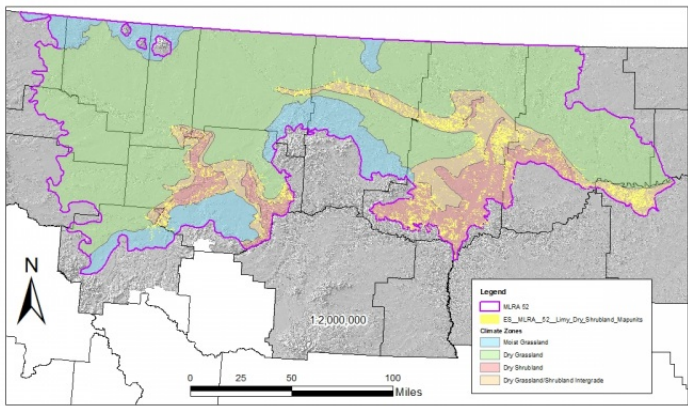 N
1:2,000,000
0 25 50 100
Miles
Legend
MLRA 52
ES__MLRA__52__Limy_Dry_Shrubland_Mapunits
Climate Zones
Moist Grassland
Dry Grassland
Dry Shrubland
Dry Grassland/Shrubland Intergrade